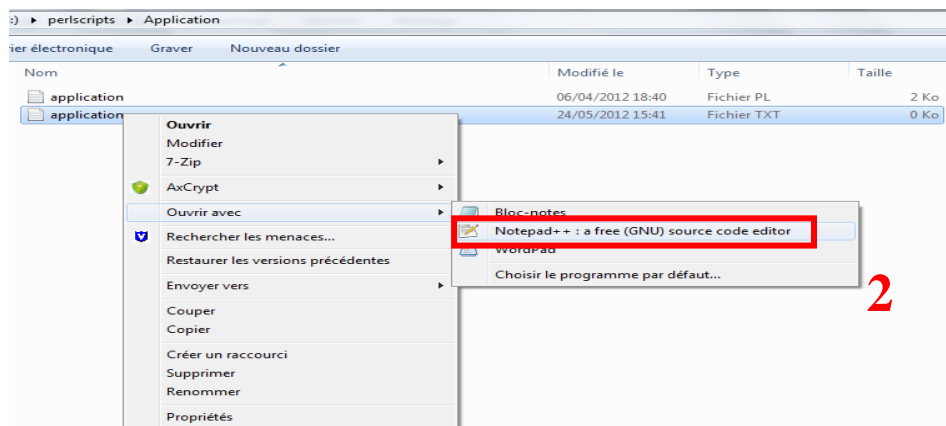 :) ▸ perlscripts ▸ Application
rier électronique Graver Nouveau dossier
Nom Modifié le Type Taille
application 06/04/2012 18:40 Fichier PL 2 Ko
application 24/05/2012 15:41 Fichier TXT 0 Ko
Ouvrir
Modifier
7-Zip
AxCrypt
Ouvrir avec
Bloc-notes
Rechercher les menaces...
Notepad++ : a free (GNU) source code editor
Restaurer les versions précédentes
WordPad
Envoyer vers
Choisir le programme par défaut...
2
Couper
Copier
Créer un raccourci
Supprimer
Renommer
Propriétés